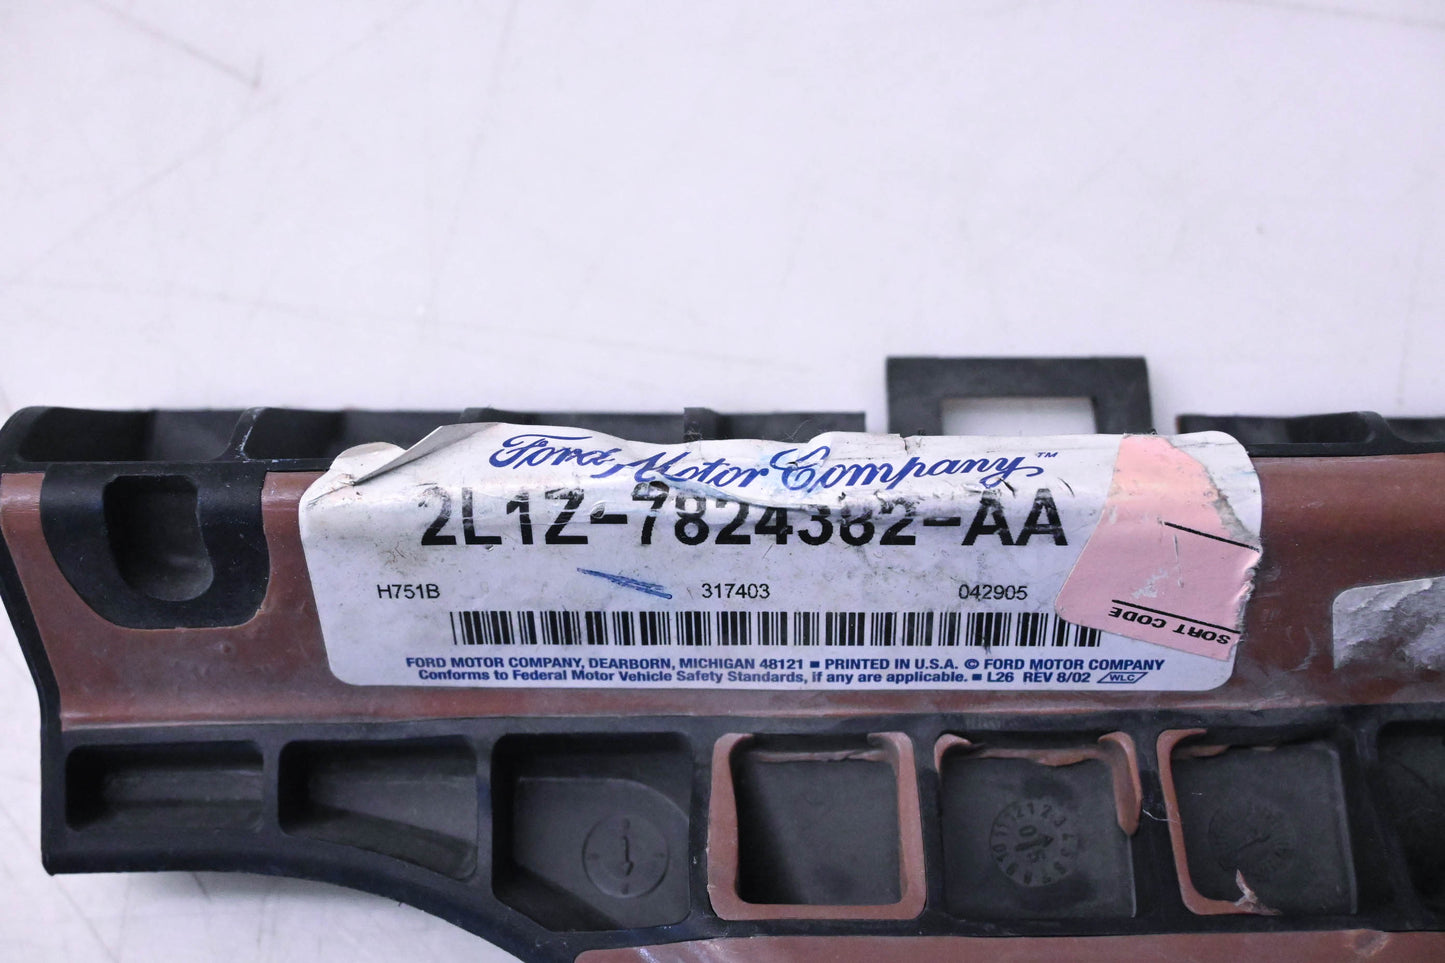 Ford Motor Company™
2L1Z-7824382-AA
H751B 317403 042905
SORT CODE
FORD MOTOR COMPANY, DEARBORN, MICHIGAN 48121 ■ PRINTED IN U.S.A. © FORD MOTOR COMPANY
Conforms to Federal Motor Vehicle Safety Standards, if any are applicable. ■ L26 REV 8/02 WLC